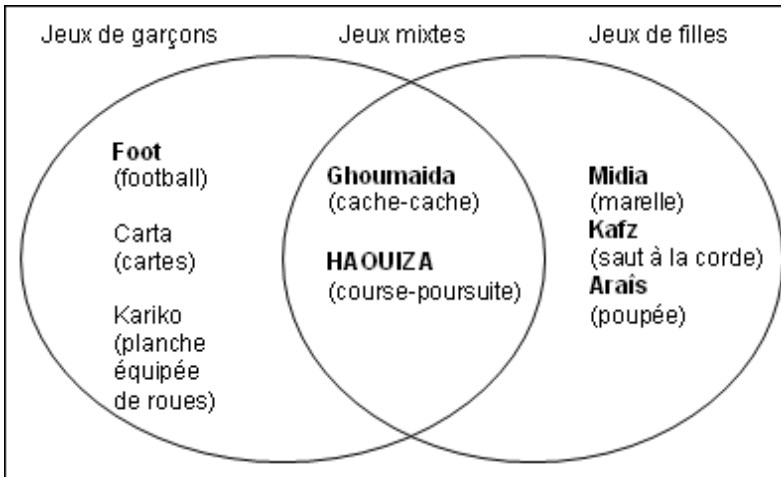 Jeux de garçons
Jeux mixtes
Jeux de filles
Foot
(football)
Carta
(cartes)
Kariko
(planche
équipée
de roues)
Ghoumaida
(cache-cache)
HAOUIZA
(course-poursuite)
Midia
(marelle)
Kafz
(saut à la corde)
Araîs
(poupée)